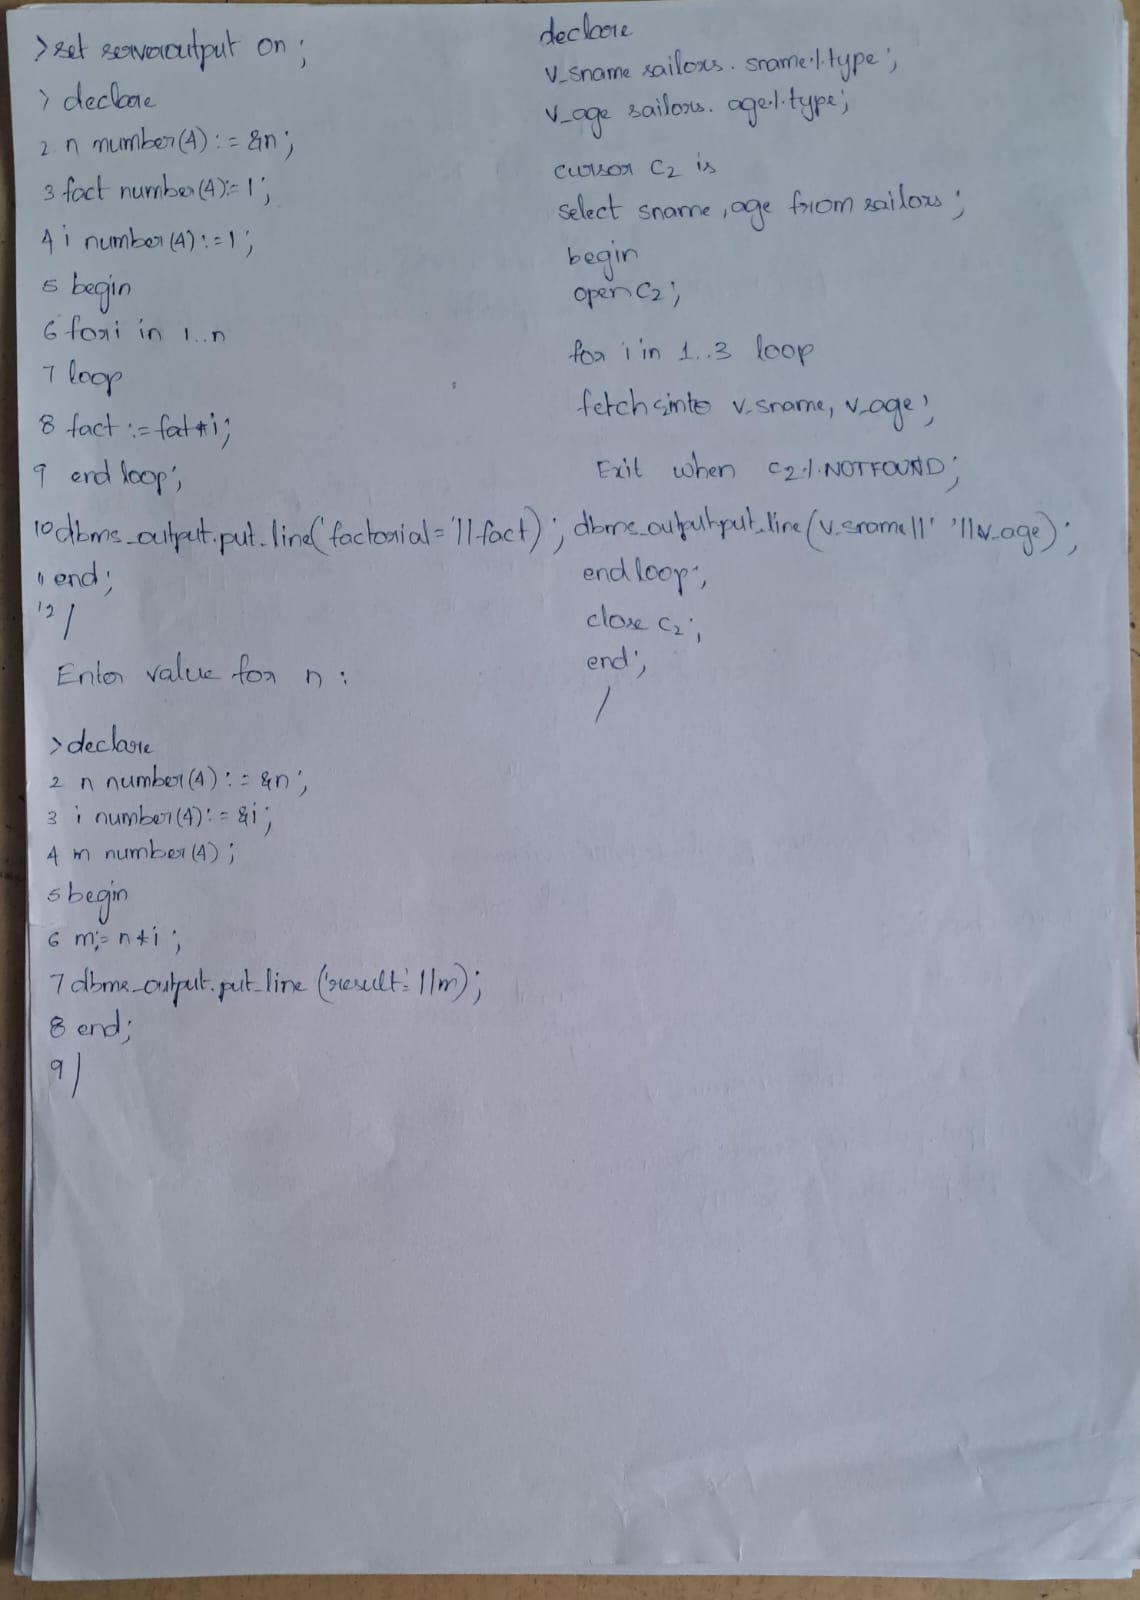 > set serveroutput on ;
> declare
2 n number(4) := &n ;
3 fact number(4):= 1 ;
4 i number (4) :=1 ;
5 begin
6 for i in 1..n
7 loop
8 fact := fat*i;
9 end loop;
10 dbms_output.put_line('factorial= '||fact) ;
11 end ;
12 /
Enter value for n :
> declare
2 n number(4) := &n ;
3 i number(4) := &i ;
4 m number (4) ;
5 begin
6 m:= n*i ;
7 dbms_output.put_line ('result=' ||m) ;
8 end;
9 /
declare
v_sname sailors. sname%type ;
v_age sailors. age%type;
cursor c2 is
select sname, age from sailors ;
begin
open c2 ;
for i in 1..3 loop
fetch into v_sname, v_age ;
Exit when c2%NOTFOUND ;
dbms_output.put_line (v_sname||' '||v_age) ;
end loop ;
close c2 ;
end ;
/